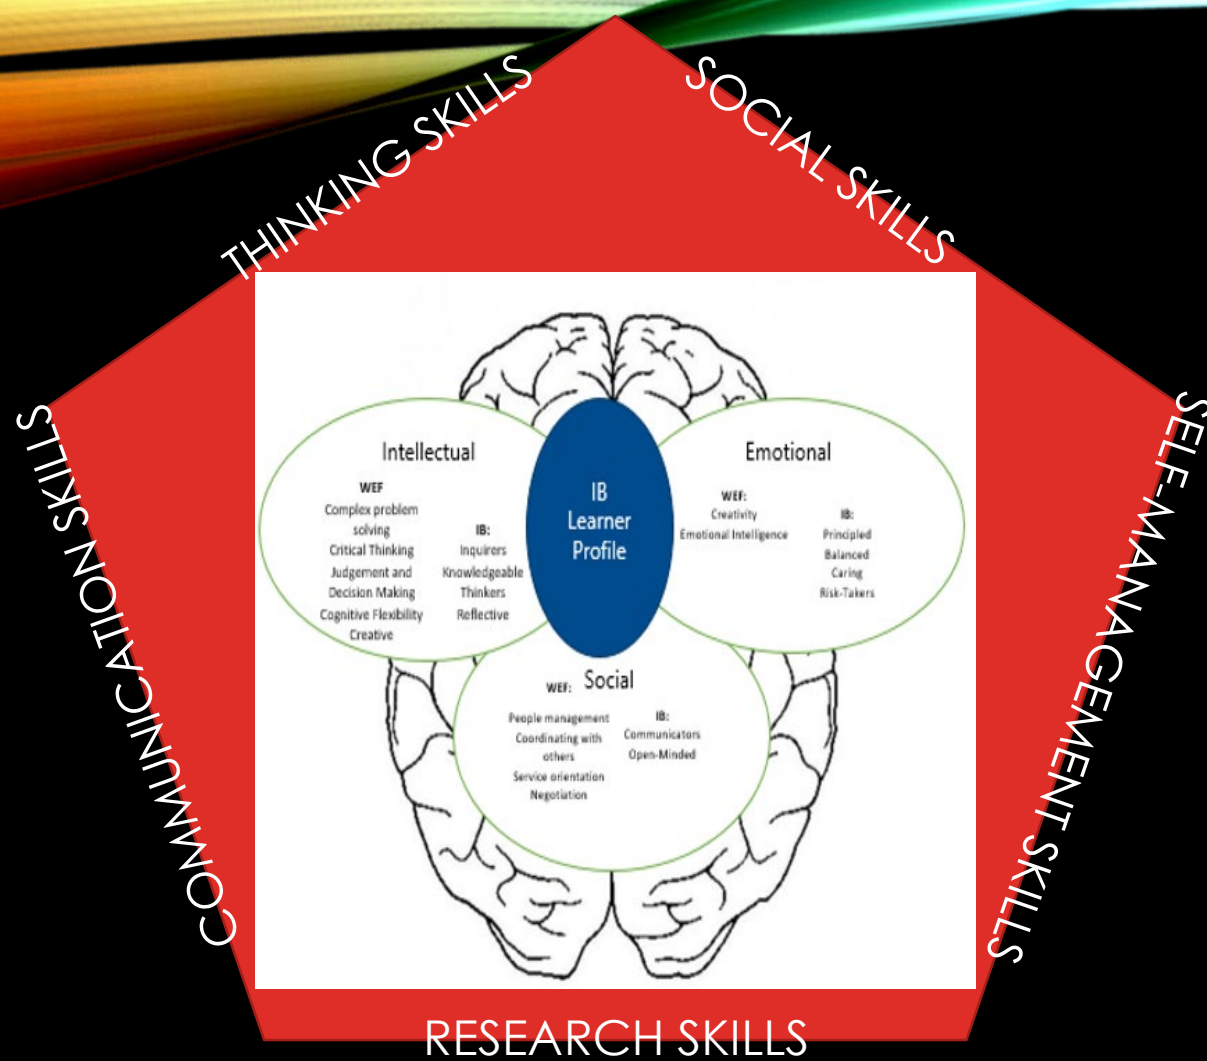 THINKING SKILLS
SOCIAL SKILLS
COMMUNICATION SKILLS
SELF-MANAGEMENT SKILLS
RESEARCH SKILLS
Intellectual
WEF
Complex problem
solving
Critical Thinking
Judgement and
Decision Making
Cognitive Flexibility
Creative
IB:
Inquirers
Knowledgeable
Thinkers
Reflective
IB
Learner
Profile
Emotional
WEF:
Creativity
Emotional Intelligence
IB:
Principled
Balanced
Caring
Risk-Takers
Social
WEF:
People management
Coordinating with
others
Service orientation
Negotiation
IB:
Communicators
Open-Minded